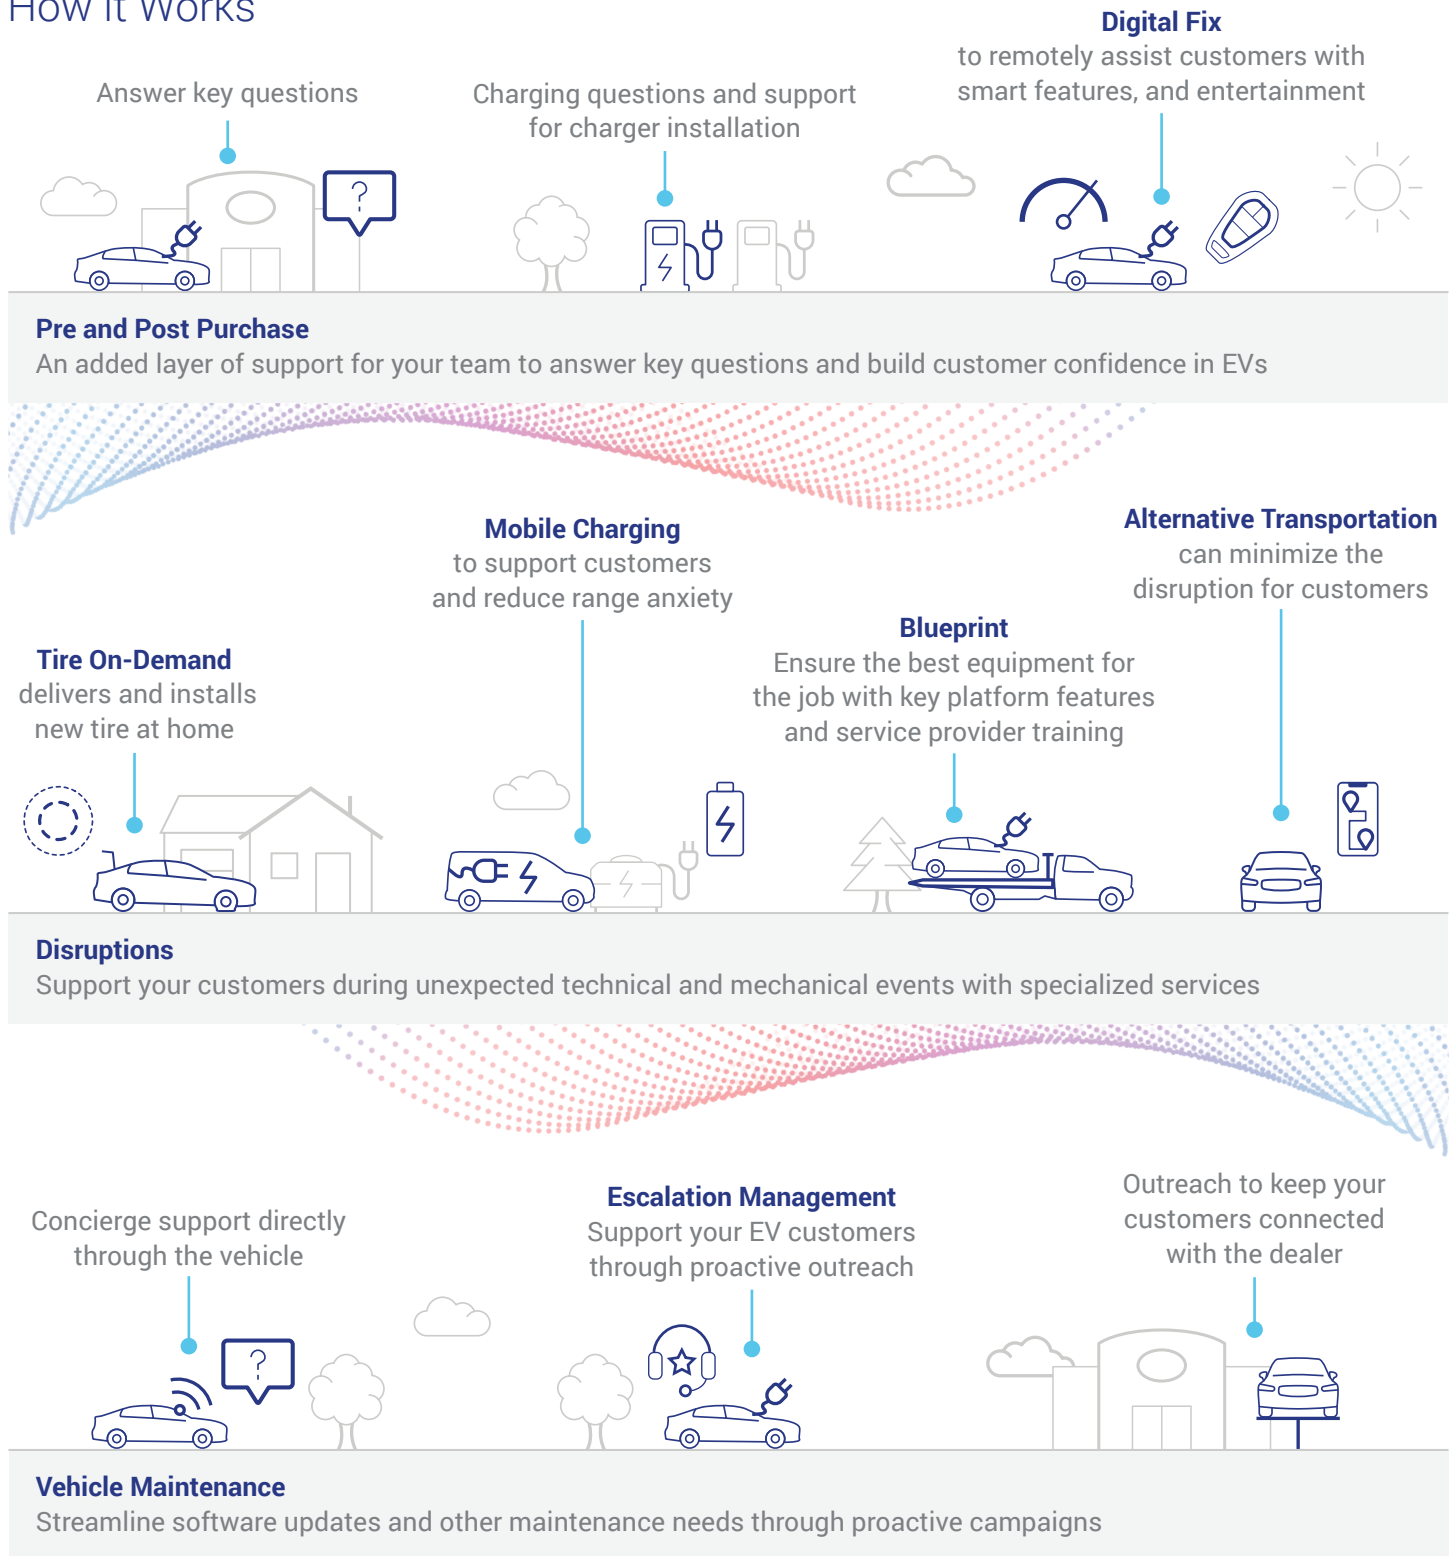 How it Works
Answer key questions
Charging questions and support
for charger installation
Digital Fix
to remotely assist customers with
smart features, and entertainment
?
Pre and Post Purchase
An added layer of support for your team to answer key questions and build customer confidence in EVs
Tire On-Demand
delivers and installs
new tire at home
Mobile Charging
to support customers
and reduce range anxiety
Blueprint
Ensure the best equipment for
the job with key platform features
and service provider training
Alternative Transportation
can minimize the
disruption for customers
Disruptions
Support your customers during unexpected technical and mechanical events with specialized services
Concierge support directly
through the vehicle
?
Escalation Management
Support your EV customers
through proactive outreach
Outreach to keep your
customers connected
with the dealer
Vehicle Maintenance
Streamline software updates and other maintenance needs through proactive campaigns